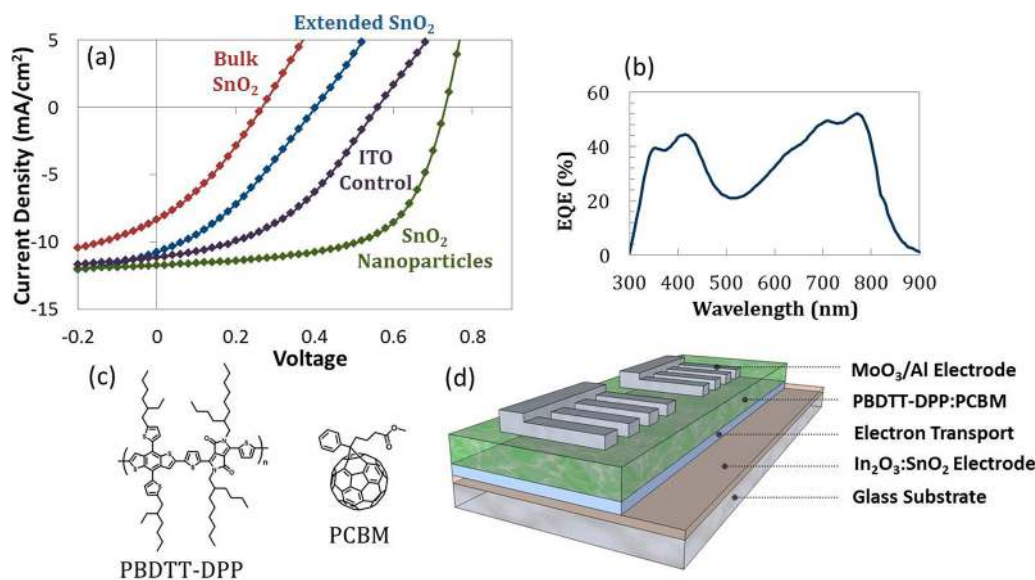 (a)
Extended SnO₂
Bulk
SnO₂
ITO
Control
SnO₂
Nanoparticles
Current Density (mA/cm²)
5
0
-5
-10
-15
-0.2 0 0.2 0.4 0.6 0.8
Voltage
(b)
EQE (%)
60
40
20
0
300 400 500 600 700 800 900
Wavelength (nm)
(c)
S S S S S S S S
O N N O
n
PBDTT-DPP
O O
PCBM
(d)
MoO₃/Al Electrode
PBDTT-DPP:PCBM
Electron Transport
In₂O₃:SnO₂ Electrode
Glass Substrate